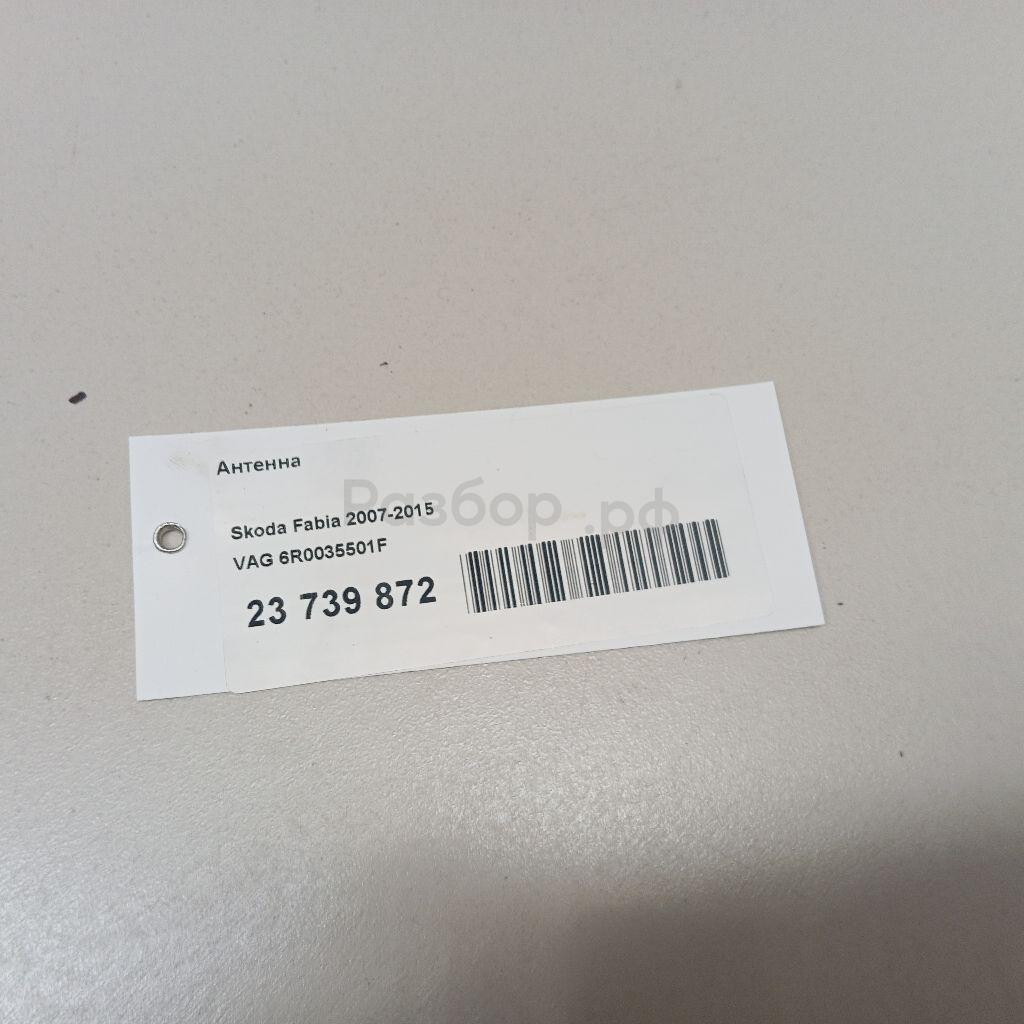 Антенна
Разбор.рф
Skoda Fabia 2007-2015
VAG 6R0035501F
23 739 872